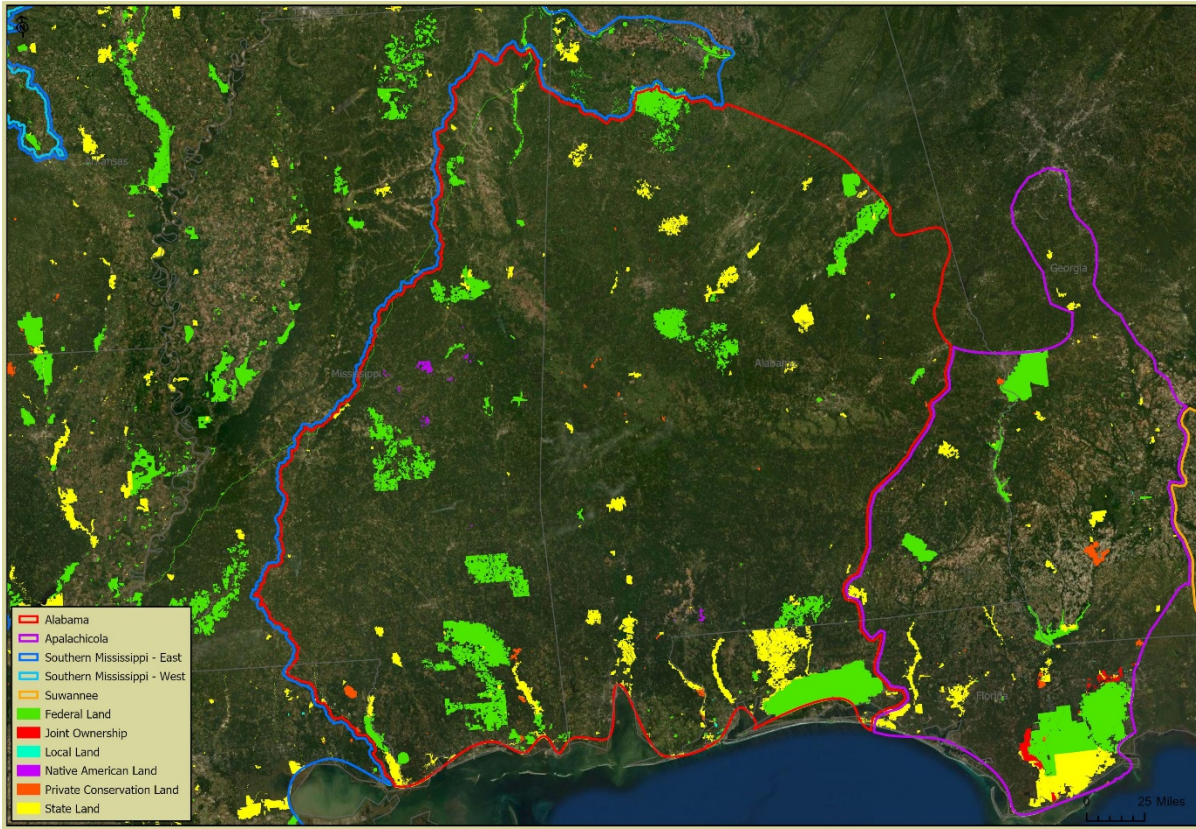 Arkansas
Georgia
Mississippi
Alabama
Florida
Alabama
Apalachicola
Southern Mississippi - East
Southern Mississippi - West
Suwannee
Federal Land
Joint Ownership
Local Land
Native American Land
Private Conservation Land
State Land
0 25 Miles